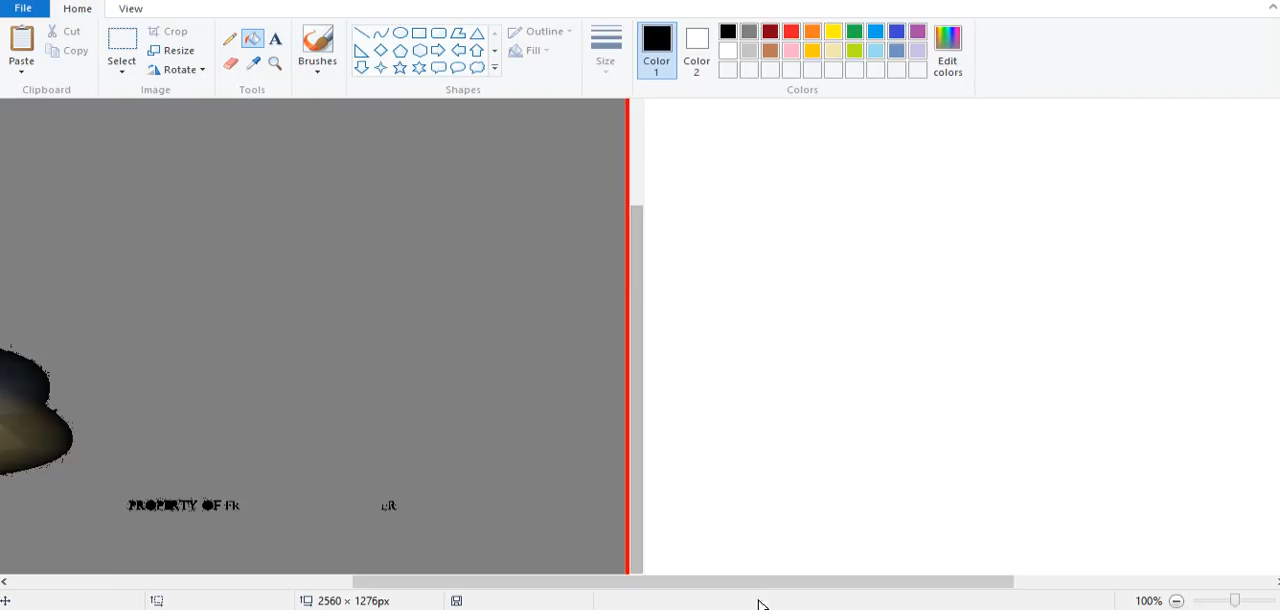 File Home View
Paste Cut Copy Clipboard
Select Crop Resize Rotate Image
Tools
Brushes
Outline Fill Shapes
Size
Color 1 Color 2 Edit colors Colors
PROPERTY OF
2560 × 1276px 100%